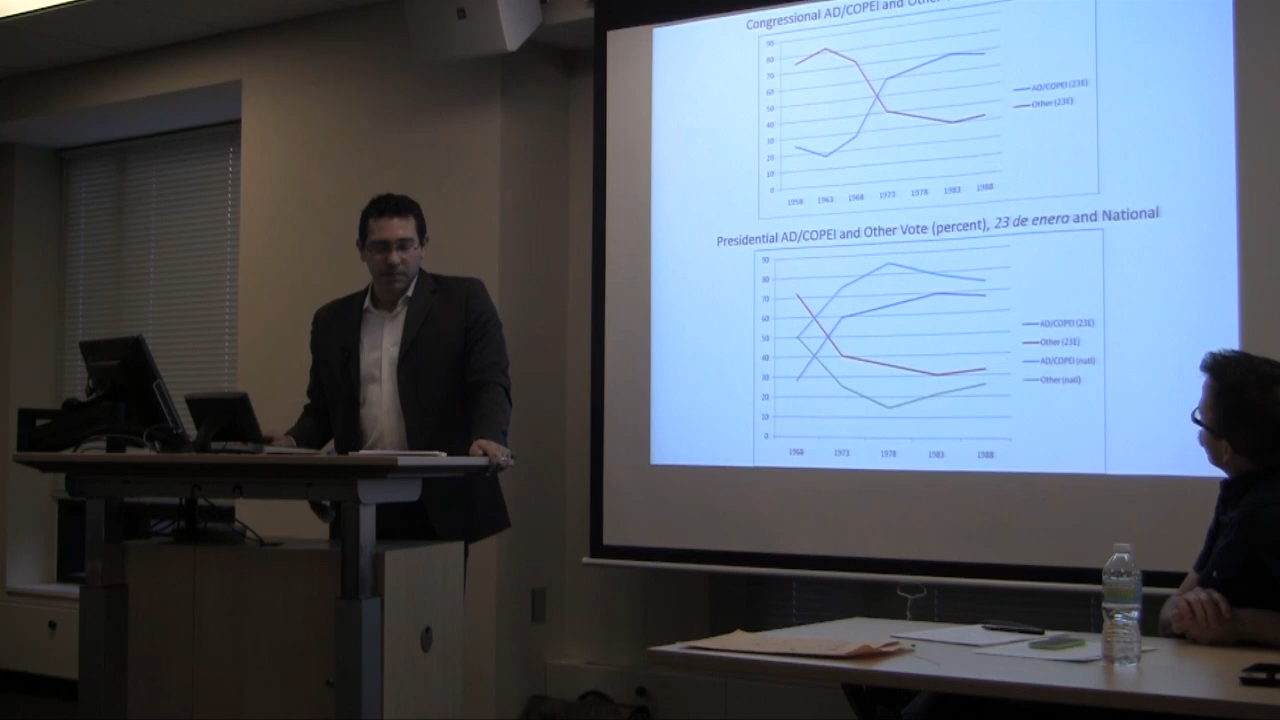 Congressional AD/COPEI and Other
90
80
70
60
50
40
30
20
10
0
1958 1963 1968 1973 1978 1983 1988
AD/COPEI (23E)
Other (23E)
Presidential AD/COPEI and Other Vote (percent), 23 de enero and National
90
80
70
60
50
40
30
20
10
0
1968 1973 1978 1983 1988
AD/COPEI (23E)
Other (23E)
AD/COPEI (natl)
Other (natl)